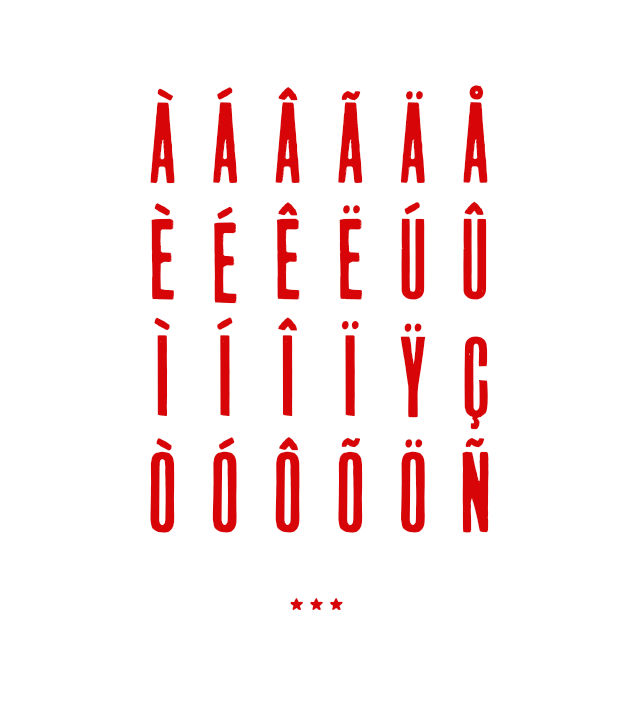 À Á Â Ã Ä Å
È É Ê Ë Ú Û
Ì Í Î Ï Ÿ Ç
Ò Ó Ô Õ Ö Ñ
★ ★ ★